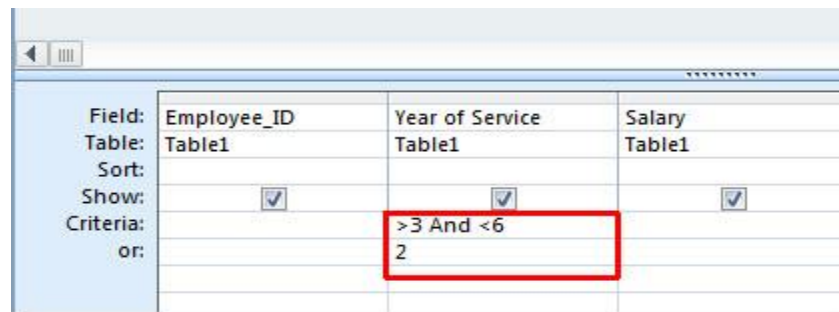 Field: Employee_ID Year of Service Salary
Table: Table1 Table1 Table1
Sort:
Show:
Criteria: >3 And <6
or: 2